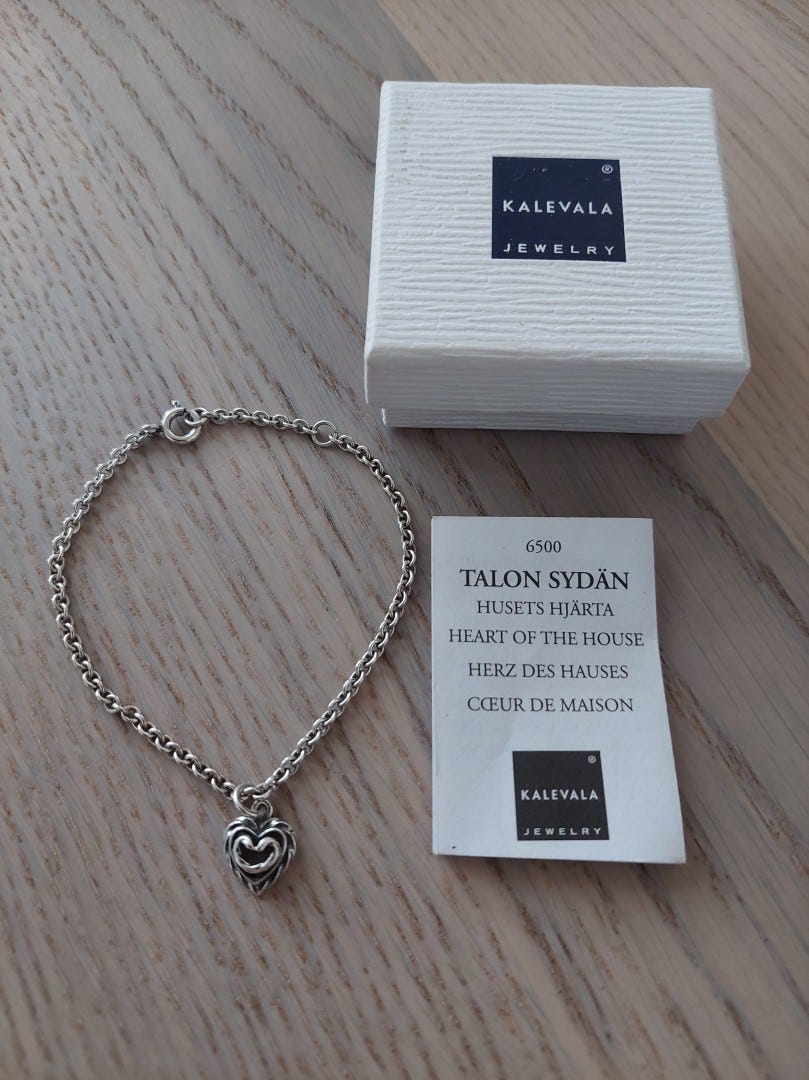 ®
KALEVALA
JEWELRY
6500
TALON SYDÄN
HUSETS HJÄRTA
HEART OF THE HOUSE
HERZ DES HAUSES
CŒUR DE MAISON
®
KALEVALA
JEWELRY